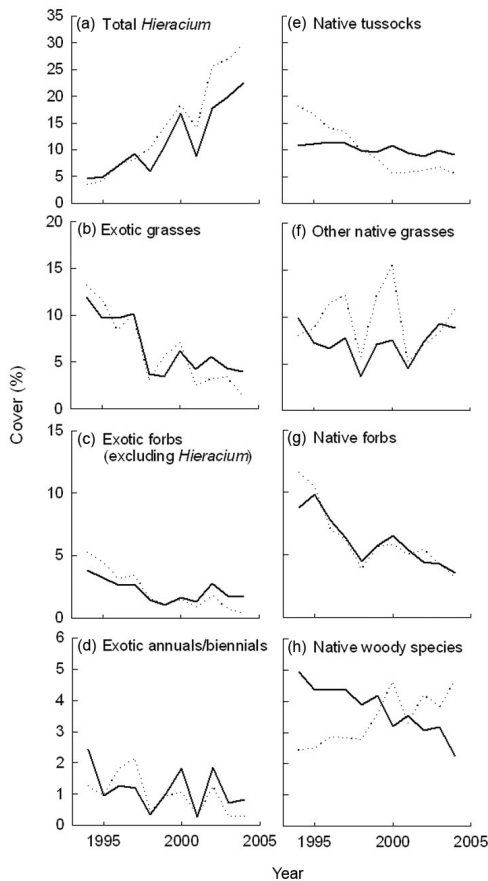 (a) Total Hieracium
35
30
25
20
15
10
5
0
(e) Native tussocks
(b) Exotic grasses
20
15
10
5
0
(f) Other native grasses
Cover (%)
(c) Exotic forbs
(excluding Hieracium)
15
10
5
0
(g) Native forbs
(d) Exotic annuals/biennials
6
5
4
3
2
1
0
(h) Native woody species
1995 2000 2005
1995 2000 2005
Year